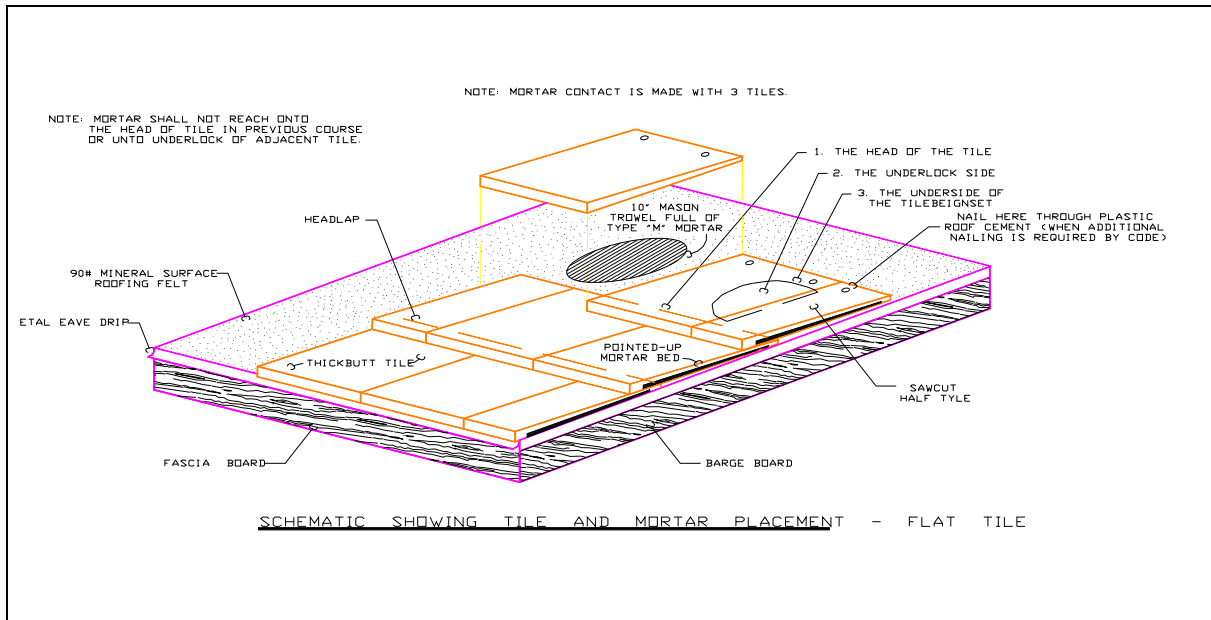 NOTE: MORTAR CONTACT IS MADE WITH 3 TILES.
NOTE: MORTAR SHALL NOT REACH ONTO
THE HEAD OF TILE IN PREVIOUS COURSE
OR UNTO UNDERLOCK OF ADJACENT TILE.
1. THE HEAD OF THE TILE
2. THE UNDERLOCK SIDE
3. THE UNDERSIDE OF
THE TILEBEIGNSET
10" MASON
TROWEL FULL OF
TYPE "M" MORTAR
HEADLAP
NAIL HERE THROUGH PLASTIC
ROOF CEMENT (WHEN ADDITIONAL
NAILING IS REQUIRED BY CODE)
90# MINERAL SURFACE
ROOFING FELT
ETAL EAVE DRIP
THICKBUTT TILE
POINTED-UP
MORTAR BED
SAWCUT
HALF TYLE
FASCIA BOARD
BARGE BOARD
SCHEMATIC SHOWING TILE AND MORTAR PLACEMENT - FLAT TILE